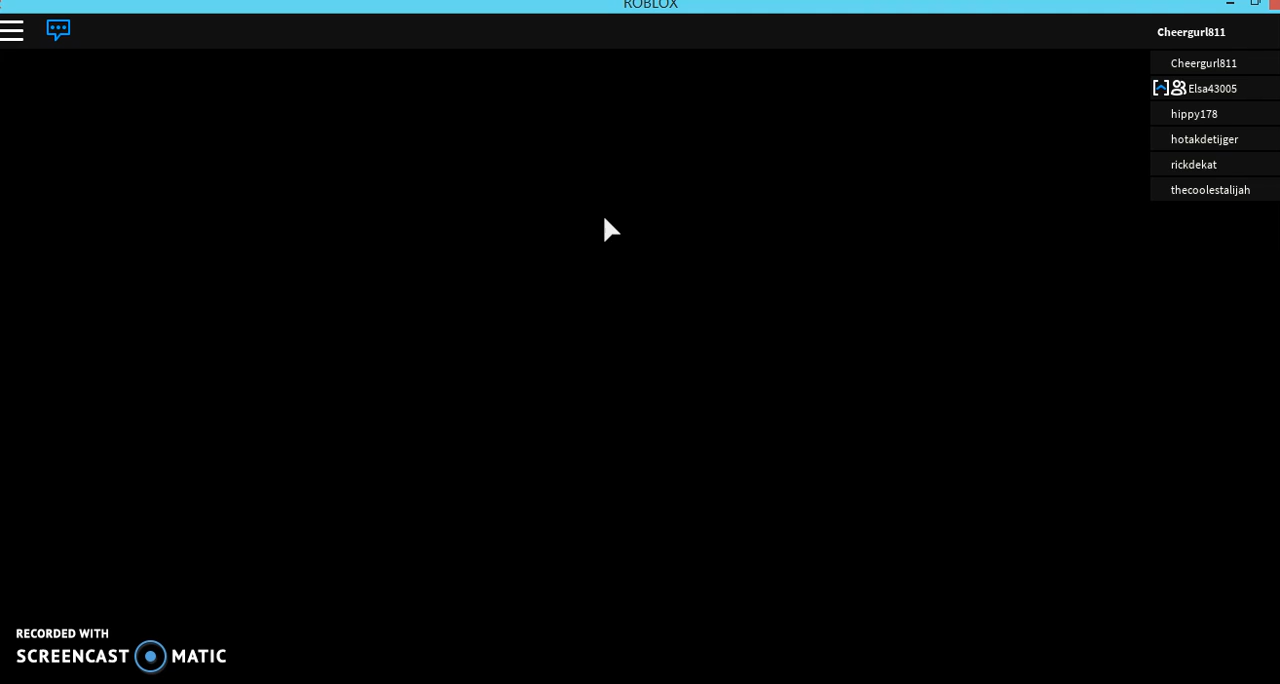 ROBLOX
Cheergurl811
Cheergurl811
Elsa43005
hippy178
hotakdetijger
rickdekat
thecoolestalijah
RECORDED WITH
SCREENCAST MATIC